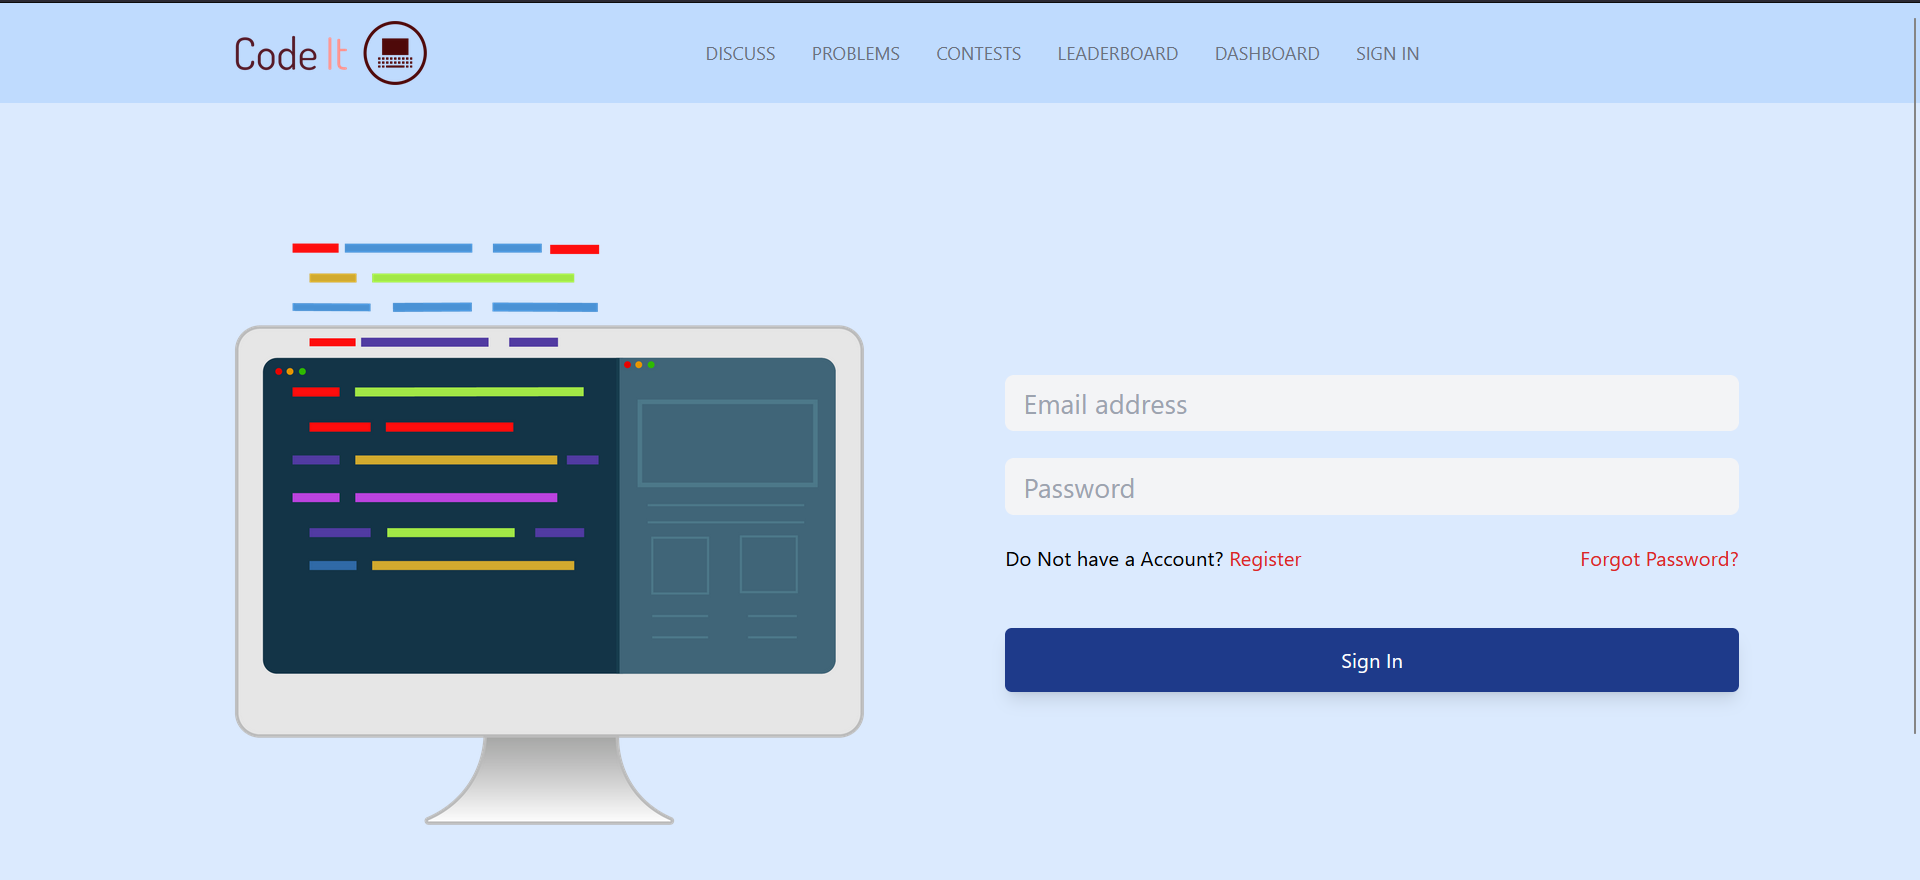 Code It
DISCUSS PROBLEMS CONTESTS LEADERBOARD DASHBOARD SIGN IN
Email address
Password
Do Not have a Account? Register Forgot Password?
Sign In